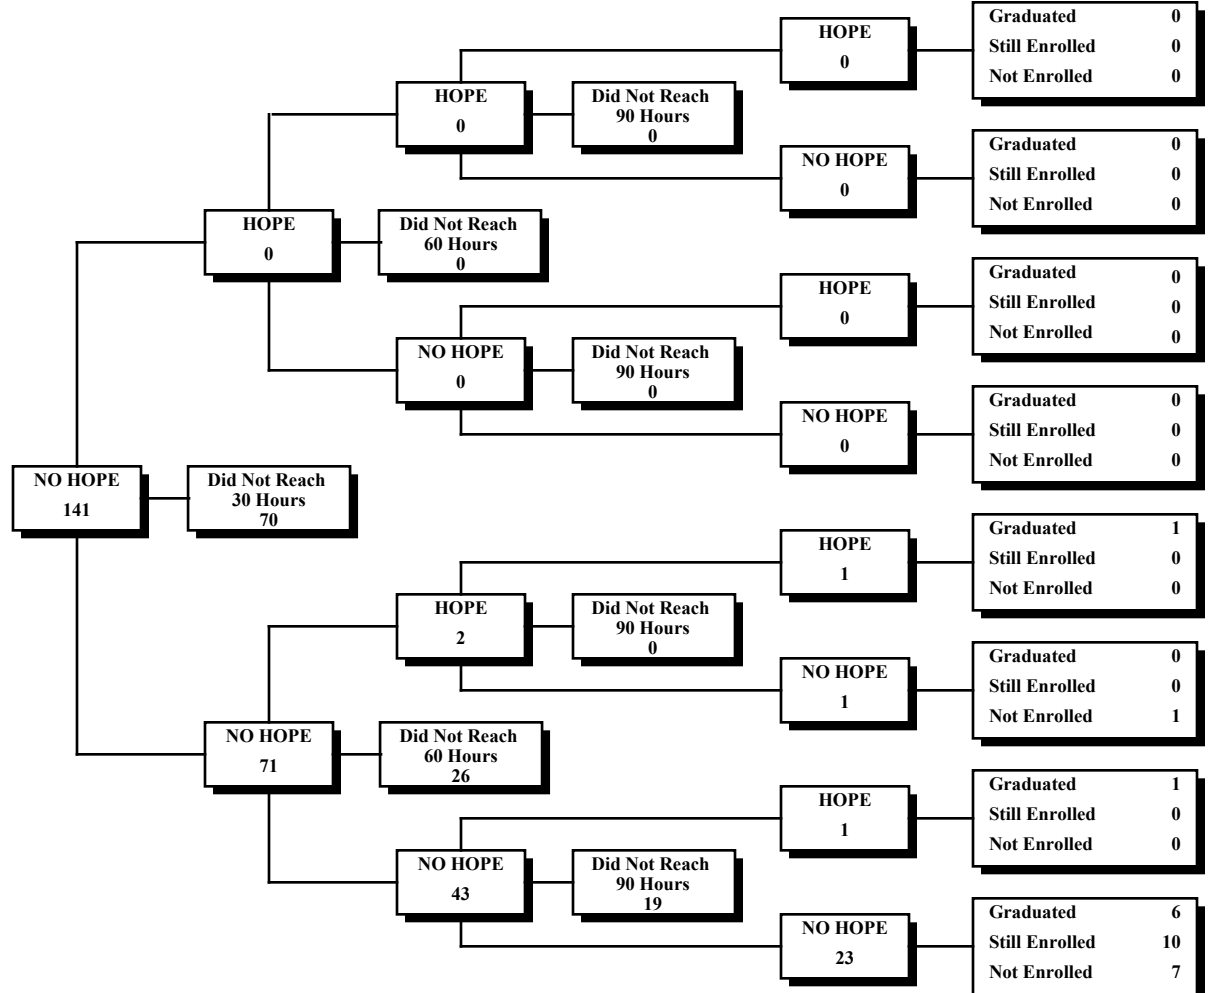 HOPE
0
Graduated 0
Still Enrolled 0
Not Enrolled 0
HOPE
0
Did Not Reach
90 Hours
0
NO HOPE
0
Graduated 0
Still Enrolled 0
Not Enrolled 0
HOPE
0
Did Not Reach
60 Hours
0
HOPE
0
Graduated 0
Still Enrolled 0
Not Enrolled 0
NO HOPE
0
Did Not Reach
90 Hours
0
NO HOPE
0
Graduated 0
Still Enrolled 0
Not Enrolled 0
NO HOPE
141
Did Not Reach
30 Hours
70
HOPE
1
Graduated 1
Still Enrolled 0
Not Enrolled 0
HOPE
2
Did Not Reach
90 Hours
0
NO HOPE
1
Graduated 0
Still Enrolled 0
Not Enrolled 1
NO HOPE
71
Did Not Reach
60 Hours
26
HOPE
1
Graduated 1
Still Enrolled 0
Not Enrolled 0
NO HOPE
43
Did Not Reach
90 Hours
19
NO HOPE
23
Graduated 6
Still Enrolled 10
Not Enrolled 7